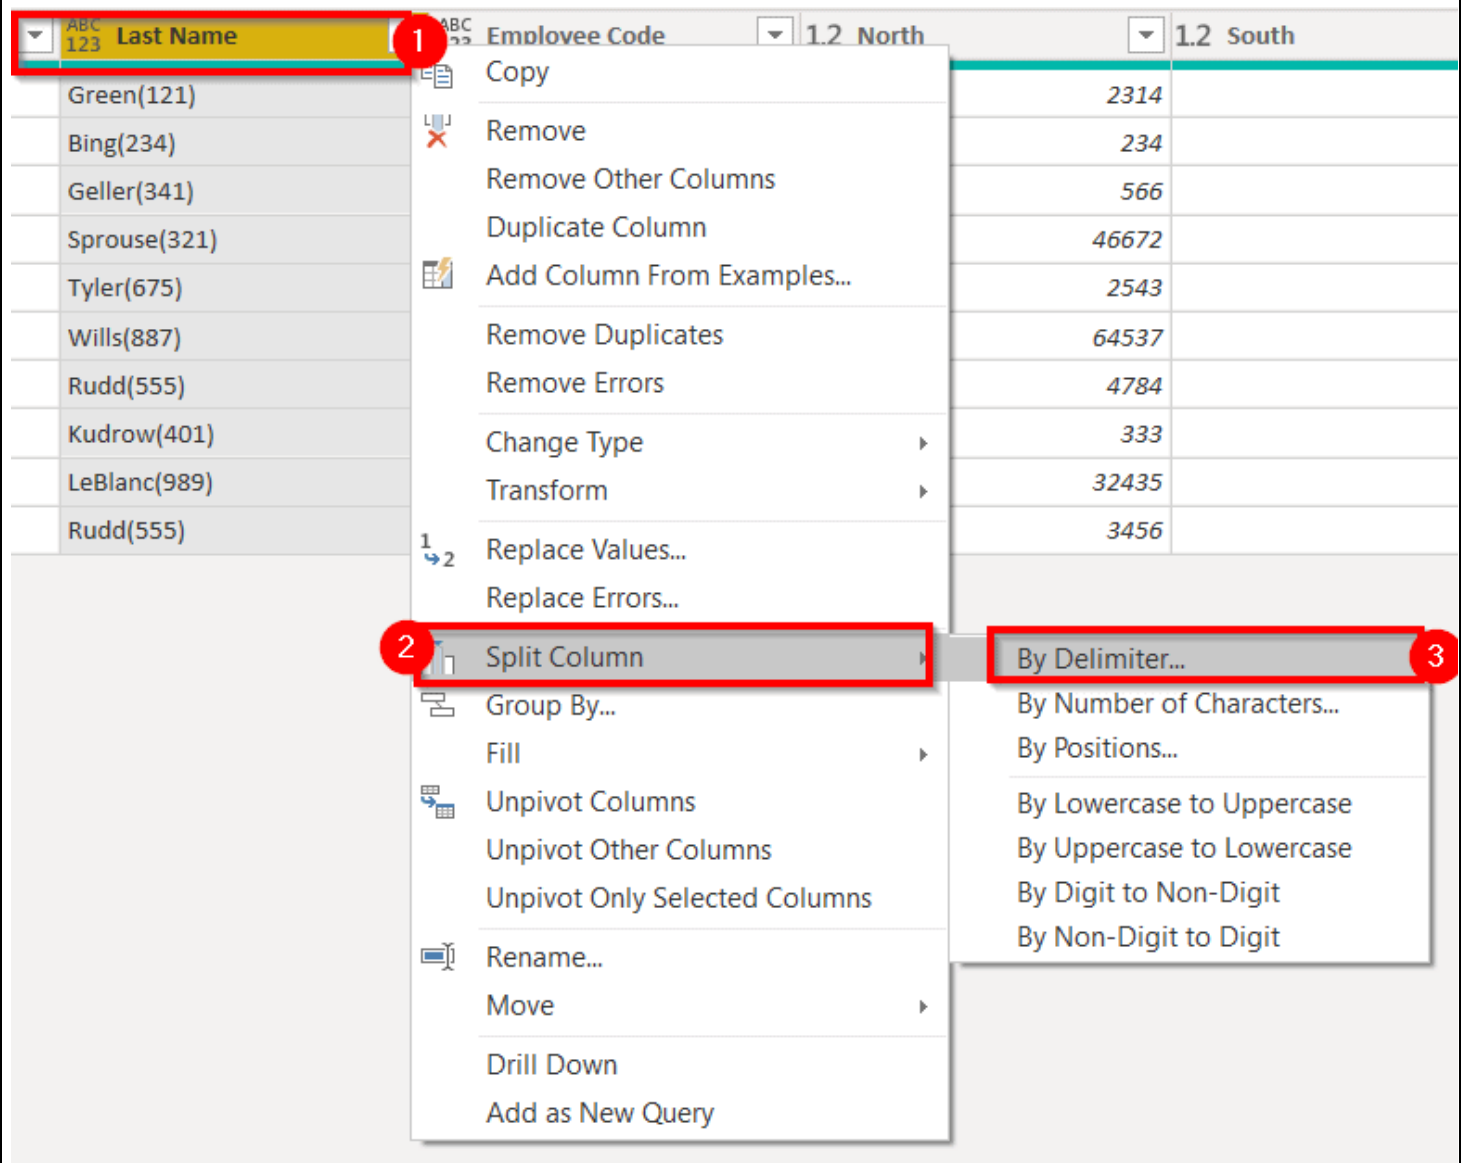 ABC
123 Last Name
1
ABC
123 Employee Code
1.2 North
1.2 South
Green(121)
2314
Bing(234)
234
Geller(341)
566
Sprouse(321)
46672
Tyler(675)
2543
Wills(887)
64537
Rudd(555)
4784
Kudrow(401)
333
LeBlanc(989)
32435
Rudd(555)
3456
Copy
Remove
Remove Other Columns
Duplicate Column
Add Column From Examples...
Remove Duplicates
Remove Errors
Change Type
Transform
1
2
Replace Values...
Replace Errors...
2
Split Column
Group By...
Fill
Unpivot Columns
Unpivot Other Columns
Unpivot Only Selected Columns
Rename...
Move
Drill Down
Add as New Query
By Delimiter...
3
By Number of Characters...
By Positions...
By Lowercase to Uppercase
By Uppercase to Lowercase
By Digit to Non-Digit
By Non-Digit to Digit